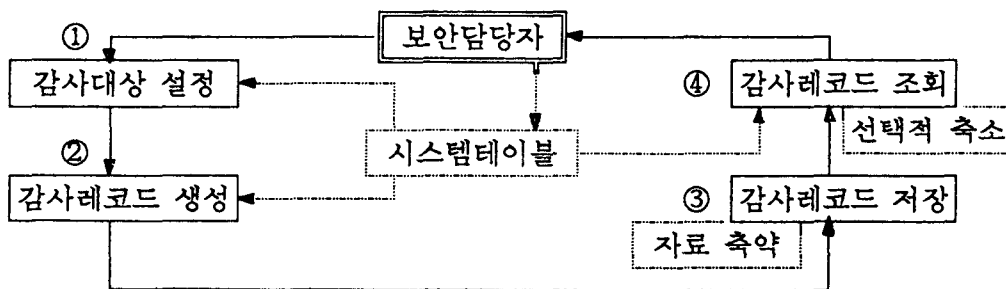 보안담당자
①
감사대상 설정
②
감사레코드 생성
시스템테이블
④ 감사레코드 조회
선택적 축소
③ 감사레코드 저장
자료 축약